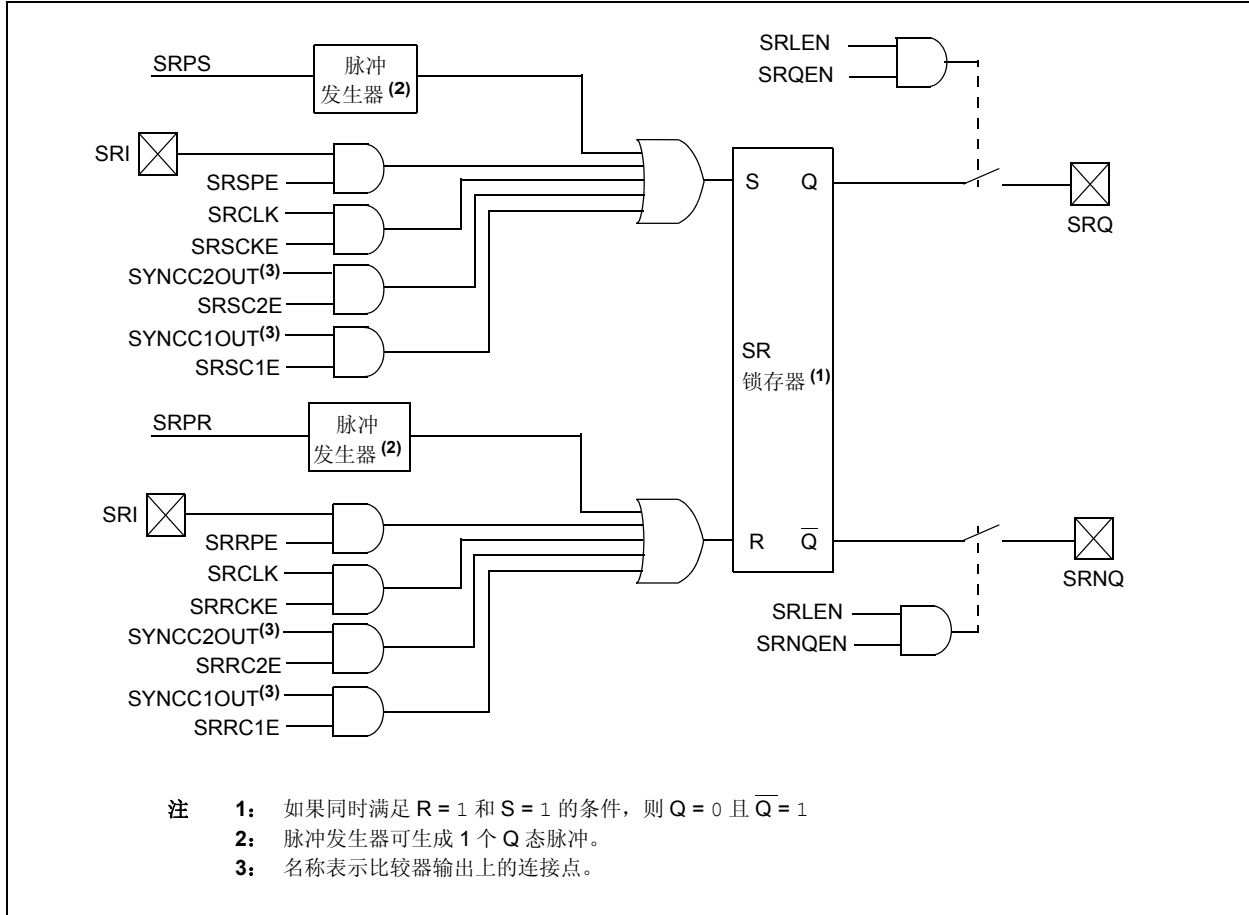 SRPS
脉冲
发生器 (2)
SRLEN
SRQEN
SRI
SRSPE
SRCLK
SRSCKE
SYNCC2OUT(3)
SRSC2E
SYNCC1OUT(3)
SRSC1E
S Q
SRQ
SR
锁存器 (1)
SRPR
脉冲
发生器 (2)
SRI
SRRPE
SRCLK
SRRCKE
SYNCC2OUT(3)
SRRC2E
SYNCC1OUT(3)
SRRC1E
R Q̅
SRNQ
SRLEN
SRNQEN
注 1： 如果同时满足 R = 1 和 S = 1 的条件，则 Q = 0 且 Q̅ = 1
2： 脉冲发生器可生成 1 个 Q 态脉冲。
3： 名称表示比较器输出上的连接点。